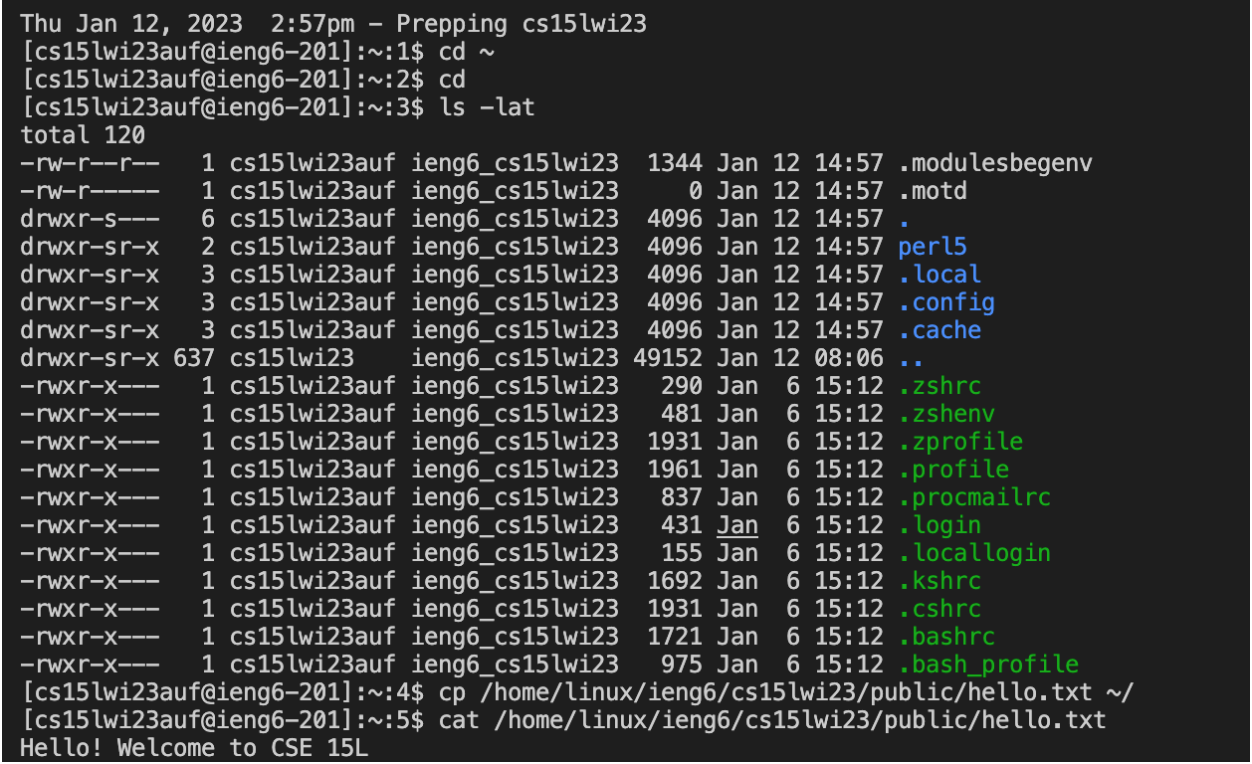 Thu Jan 12, 2023  2:57pm – Prepping cs15lwi23
[cs15lwi23auf@ieng6-201]:~:1$ cd ~
[cs15lwi23auf@ieng6-201]:~:2$ cd
[cs15lwi23auf@ieng6-201]:~:3$ ls -lat
total 120
-rw-r--r--   1 cs15lwi23auf ieng6_cs15lwi23  1344 Jan 12 14:57 .modulesbegenv
-rw-r-----   1 cs15lwi23auf ieng6_cs15lwi23     0 Jan 12 14:57 .motd
drwxr-s---   6 cs15lwi23auf ieng6_cs15lwi23  4096 Jan 12 14:57 .
drwxr-sr-x   2 cs15lwi23auf ieng6_cs15lwi23  4096 Jan 12 14:57 perl5
drwxr-sr-x   3 cs15lwi23auf ieng6_cs15lwi23  4096 Jan 12 14:57 .local
drwxr-sr-x   3 cs15lwi23auf ieng6_cs15lwi23  4096 Jan 12 14:57 .config
drwxr-sr-x   3 cs15lwi23auf ieng6_cs15lwi23  4096 Jan 12 14:57 .cache
drwxr-sr-x 637 cs15lwi23    ieng6_cs15lwi23 49152 Jan 12 08:06 ..
-rwxr-x---   1 cs15lwi23auf ieng6_cs15lwi23   290 Jan  6 15:12 .zshrc
-rwxr-x---   1 cs15lwi23auf ieng6_cs15lwi23   481 Jan  6 15:12 .zshenv
-rwxr-x---   1 cs15lwi23auf ieng6_cs15lwi23  1931 Jan  6 15:12 .zprofile
-rwxr-x---   1 cs15lwi23auf ieng6_cs15lwi23  1961 Jan  6 15:12 .profile
-rwxr-x---   1 cs15lwi23auf ieng6_cs15lwi23   837 Jan  6 15:12 .procmailrc
-rwxr-x---   1 cs15lwi23auf ieng6_cs15lwi23   431 Jan  6 15:12 .login
-rwxr-x---   1 cs15lwi23auf ieng6_cs15lwi23   155 Jan  6 15:12 .locallogin
-rwxr-x---   1 cs15lwi23auf ieng6_cs15lwi23  1692 Jan  6 15:12 .kshrc
-rwxr-x---   1 cs15lwi23auf ieng6_cs15lwi23  1931 Jan  6 15:12 .cshrc
-rwxr-x---   1 cs15lwi23auf ieng6_cs15lwi23  1721 Jan  6 15:12 .bashrc
-rwxr-x---   1 cs15lwi23auf ieng6_cs15lwi23   975 Jan  6 15:12 .bash_profile
[cs15lwi23auf@ieng6-201]:~:4$ cp /home/linux/ieng6/cs15lwi23/public/hello.txt ~/
[cs15lwi23auf@ieng6-201]:~:5$ cat /home/linux/ieng6/cs15lwi23/public/hello.txt
Hello! Welcome to CSE 15L